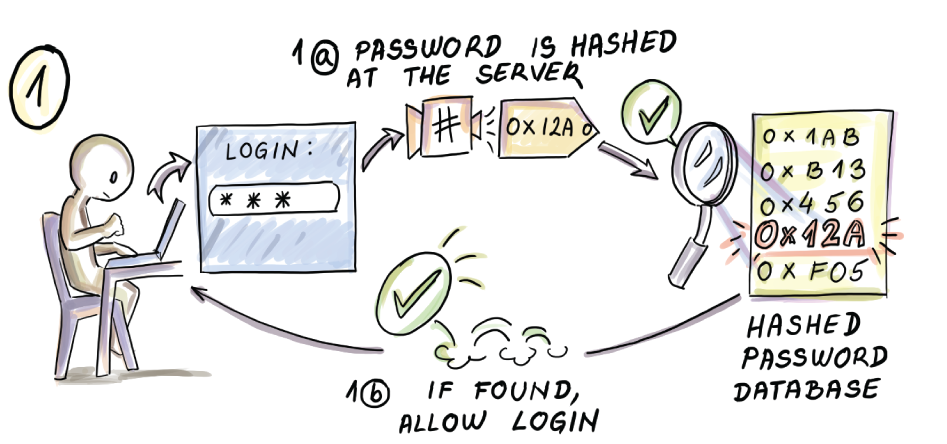 1
1 a PASSWORD IS HASHED
AT THE SERVER
LOGIN:
* * *
#
0x12A
0x1AB
0xB13
0x456
0x12A
0xF05
HASHED
PASSWORD
DATABASE
1 b IF FOUND,
ALLOW LOGIN